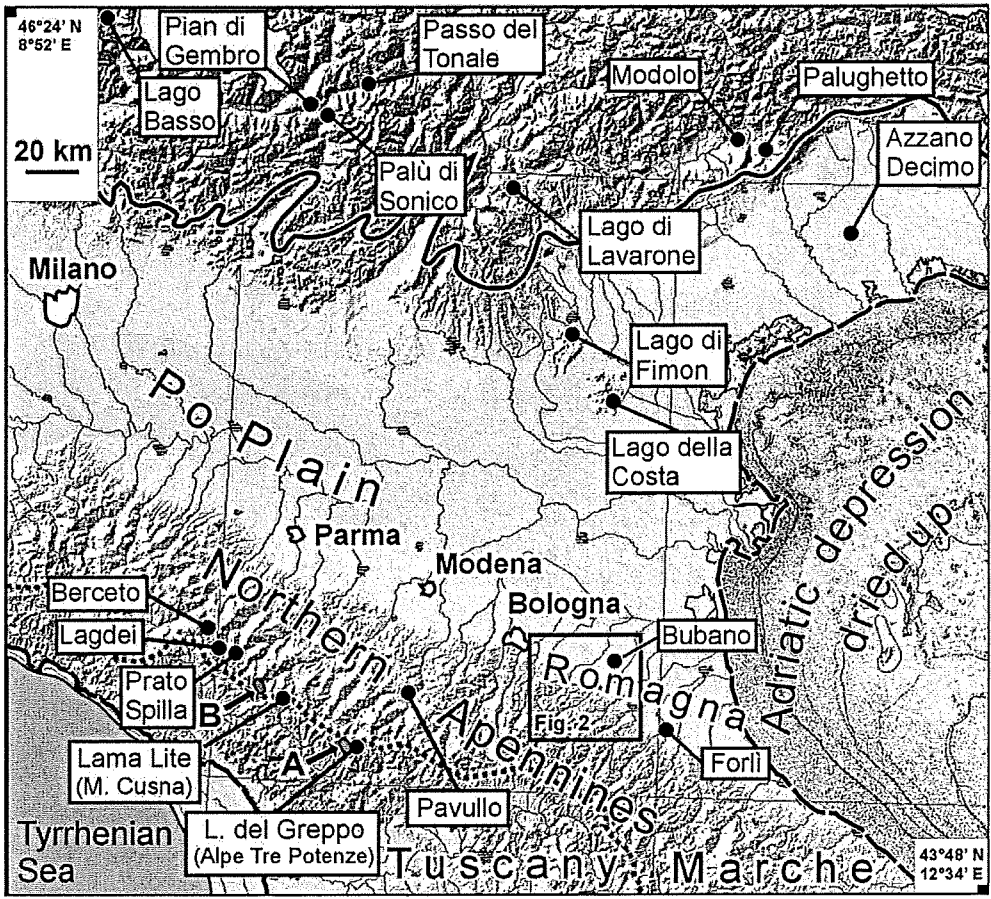 46°24' N
8°52' E
Pian di
Gembro
Passo del
Tonale
Modolo
Palughetto
Lago
Basso
20 km
Azzano
Decimo
Palù di
Sonico
Lago di
Lavarone
Milano
Lago di
Fimon
Po Plain
Lago della
Costa
Adriatic depression
dried up
Parma
Modena
Northern
Apennines
Berceto
Bologna
Lagdei
Bubano
Romagna
Prato
Spilla
B
Fig. 2
A
Lama Lite
(M. Cusna)
Forlì
Pavullo
L. del Greppo
(Alpe Tre Potenze)
Tyrrhenian
Sea
Tuscany
Marche
43°48' N
12°34' E